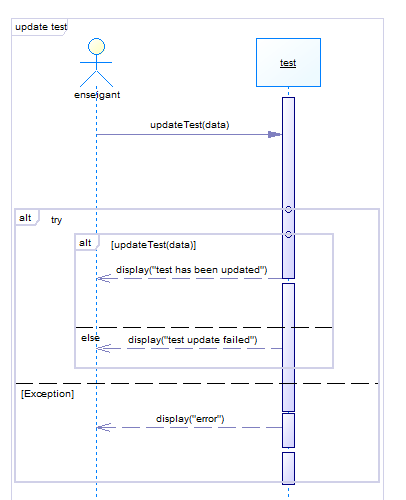 update test
enseigant
test
updateTest(data)
alt try
alt [updateTest(data)]
display("test has been updated")
else
display("test update failed")
[Exception]
display("error")